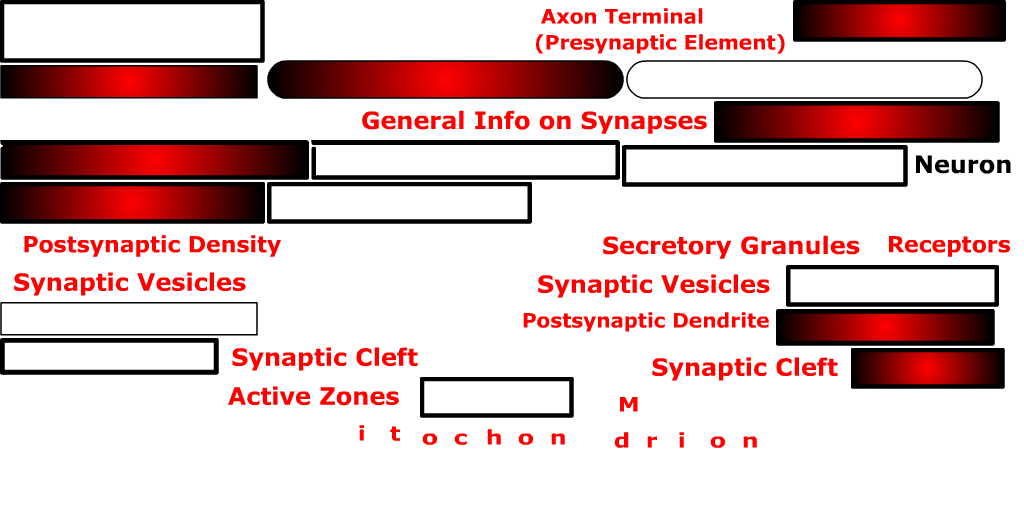 Axon Terminal
(Presynaptic Element)
General Info on Synapses
Neuron
Postsynaptic Density
Secretory Granules
Receptors
Synaptic Vesicles
Synaptic Vesicles
Postsynaptic Dendrite
Synaptic Cleft
Synaptic Cleft
Active Zones
M
i t o c h o n d r i o n